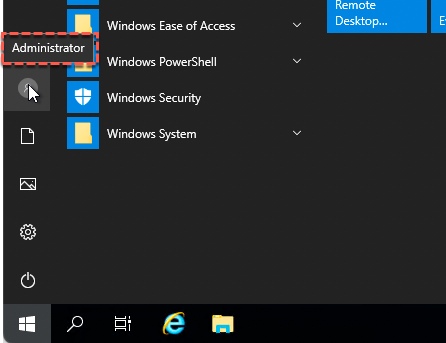 Windows Ease of Access
Remote
Desktop...
E
Administrator
Windows PowerShell
Windows Security
Windows System